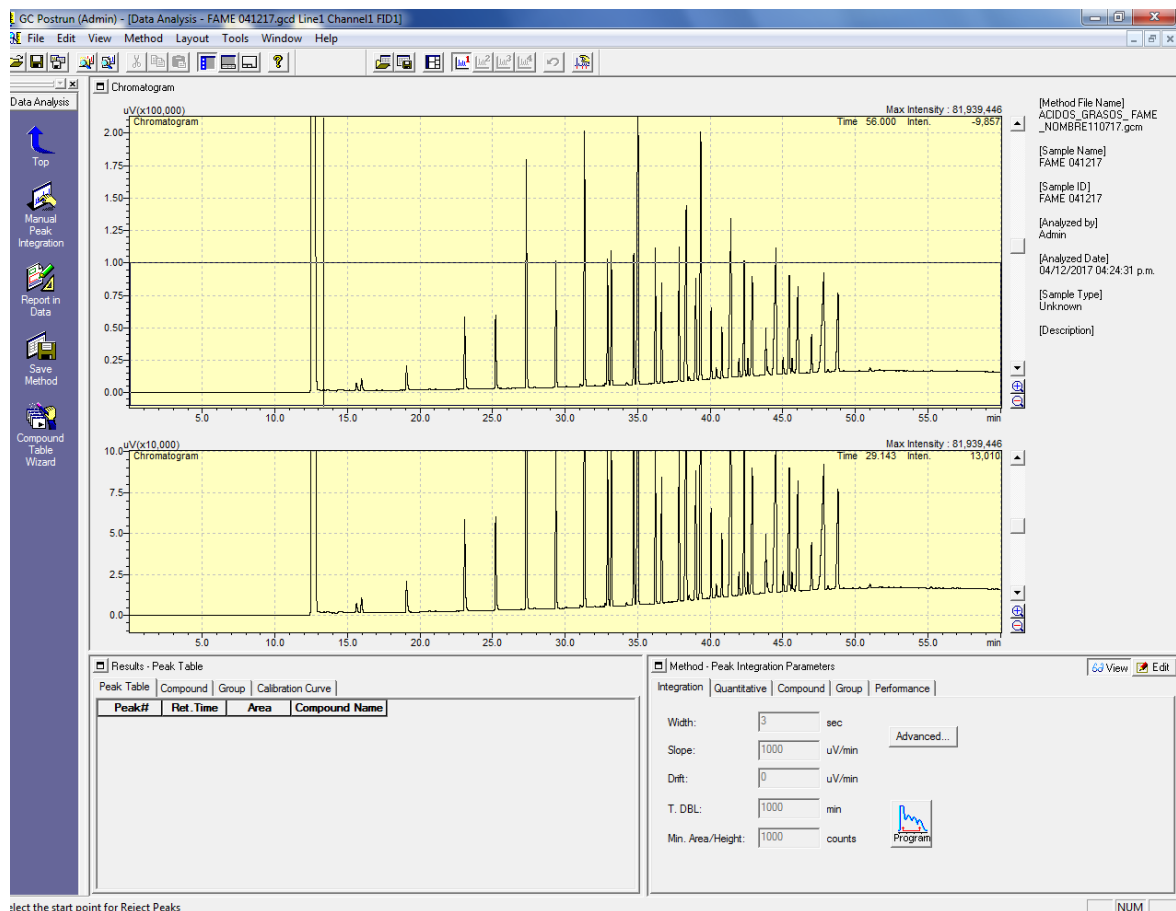 GC Postrun (Admin) - [Data Analysis - FAME 041217.gcd Line1 Channel1 FID1]
File Edit View Method Layout Tools Window Help
Data Analysis
Top
Manual
Peak
Integration
Report in
Data
Save
Method
Compound
Table
Wizard
Chromatogram
uV(x100,000)
Max Intensity : 81,939,446
Chromatogram
Time 56.000 Inten. -9,857
2.00
1.75
1.50
1.25
1.00
0.75
0.50
0.25
0.00
5.0 10.0 15.0 20.0 25.0 30.0 35.0 40.0 45.0 50.0 55.0 min
uV(x10,000)
Max Intensity : 81,939,446
10.0
Chromatogram
Time 29.143 Inten. 13,010
7.5
5.0
2.5
0.0
5.0 10.0 15.0 20.0 25.0 30.0 35.0 40.0 45.0 50.0 55.0 min
[Method File Name]
ACIDOS_GRASOS_ FAME
_NOMBRE110717.gcm
[Sample Name]
FAME 041217
[Sample ID]
FAME 041217
[Analyzed by]
Admin
[Analyzed Date]
04/12/2017 04:24:31 p.m.
[Sample Type]
Unknown
[Description]
Results - Peak Table
Peak Table Compound Group Calibration Curve
Peak# Ret.Time Area Compound Name
Method - Peak Integration Parameters
View Edit
Integration Quantitative Compound Group Performance
Width: 3 sec
Advanced...
Slope: 1000 uV/min
Drift: 0 uV/min
T. DBL: 1000 min
Min. Area/Height: 1000 counts
Program
elect the start point for Reject Peaks
NUM